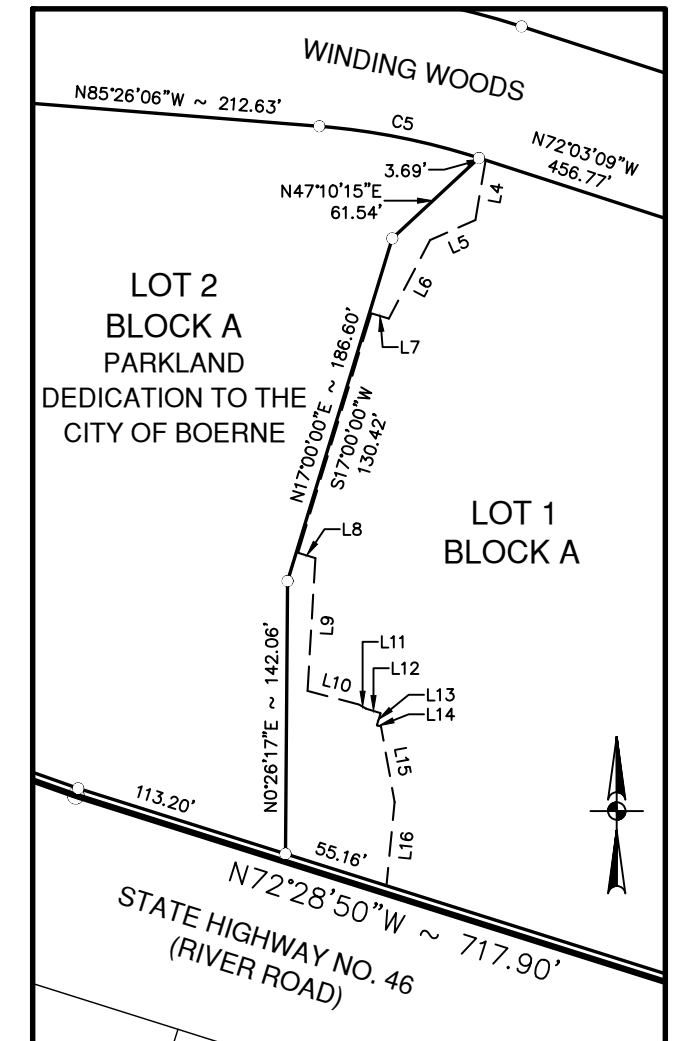 WINDING WOODS
N85°26'06"W ~ 212.63'
C5
N72°03'09"W
456.77'
3.69'
N47°10'15"E
61.54'
L4
L5
L6
L7
LOT 2
BLOCK A
PARKLAND
DEDICATION TO THE
CITY OF BOERNE
N17°00'00"E ~ 186.60'
S17°00'00"W
130.42'
LOT 1
BLOCK A
L8
L9
L10
L11
L12
L13
L14
L15
L16
N0°26'17"E ~ 142.06'
113.20'
55.16'
N72°28'50"W ~ 717.90'
STATE HIGHWAY NO. 46
(RIVER ROAD)